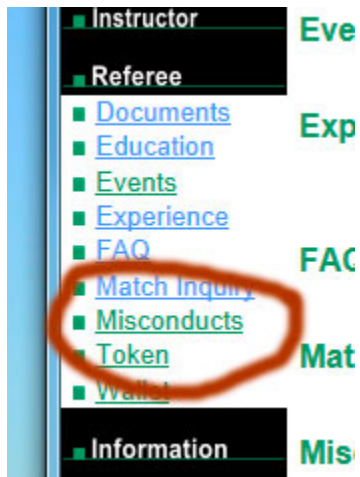 Instructor
Eve
Referee
Documents
Exp
Education
Events
Experience
FAQ
FAQ
Match Inquiry
Misconducts
Token
Mat
Wallet
Information
Mis